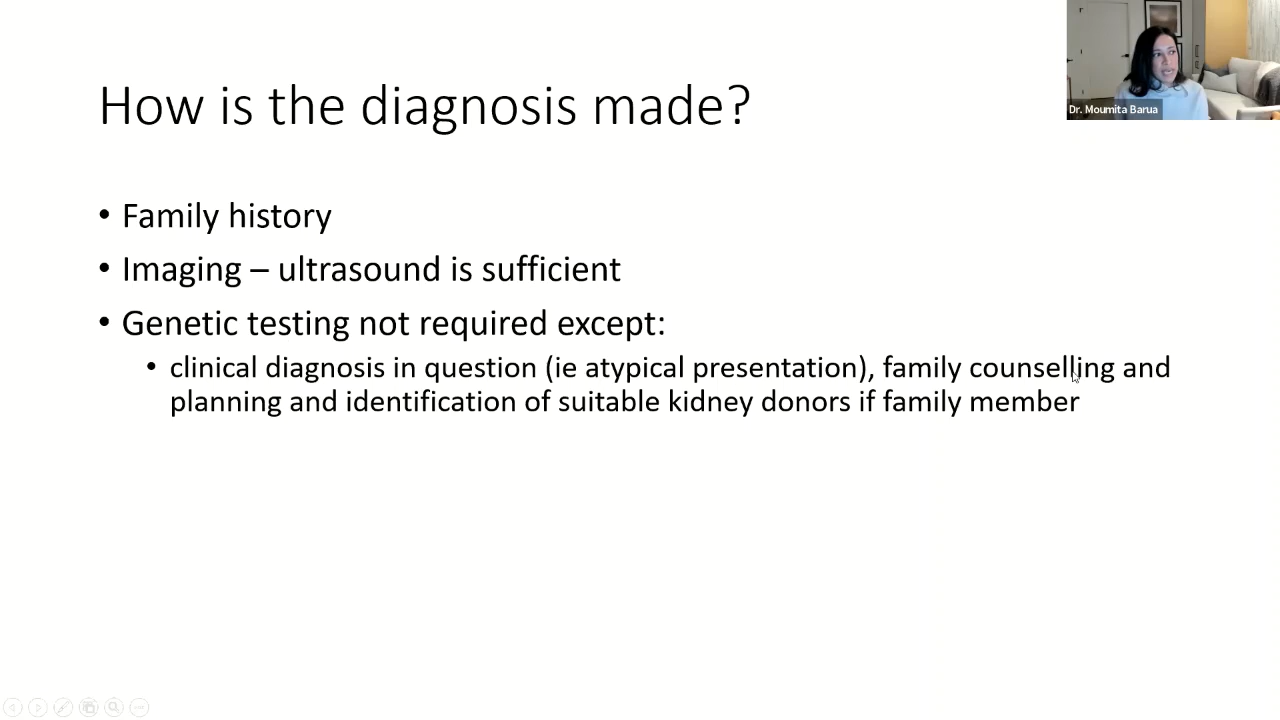 How is the diagnosis made?
Dr. Moumita Barua
• Family history
• Imaging – ultrasound is sufficient
• Genetic testing not required except:
• clinical diagnosis in question (ie atypical presentation), family counselling and
planning and identification of suitable kidney donors if family member